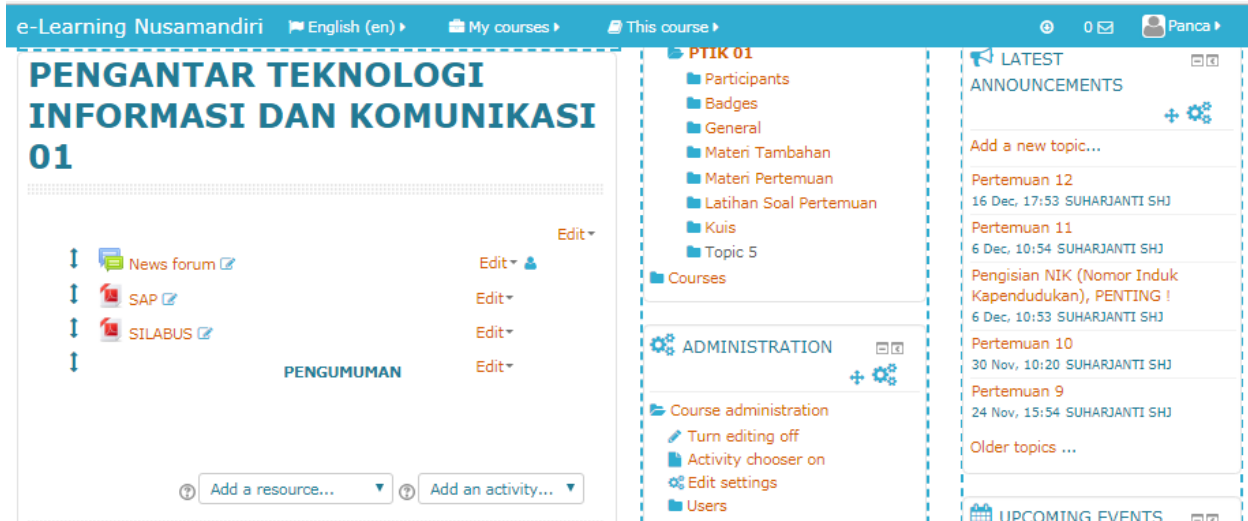 e-Learning Nusamandiri English (en) My courses This course 0 Panca
PENGANTAR TEKNOLOGI
INFORMASI DAN KOMUNIKASI
01
Edit
News forum Edit
SAP Edit
SILABUS Edit
PENGUMUMAN Edit
Add a resource... Add an activity...
PTIK 01
Participants
Badges
General
Materi Tambahan
Materi Pertemuan
Latihan Soal Pertemuan
Kuis
Topic 5
Courses
ADMINISTRATION
Course administration
Turn editing off
Activity chooser on
Edit settings
Users
LATEST
ANNOUNCEMENTS
Add a new topic...
Pertemuan 12
16 Dec, 17:53 SUHARJANTI SHJ
Pertemuan 11
6 Dec, 10:54 SUHARJANTI SHJ
Pengisian NIK (Nomor Induk
Kapendudukan), PENTING !
6 Dec, 10:53 SUHARJANTI SHJ
Pertemuan 10
30 Nov, 10:20 SUHARJANTI SHJ
Pertemuan 9
24 Nov, 15:54 SUHARJANTI SHJ
Older topics ...
UPCOMING EVENTS